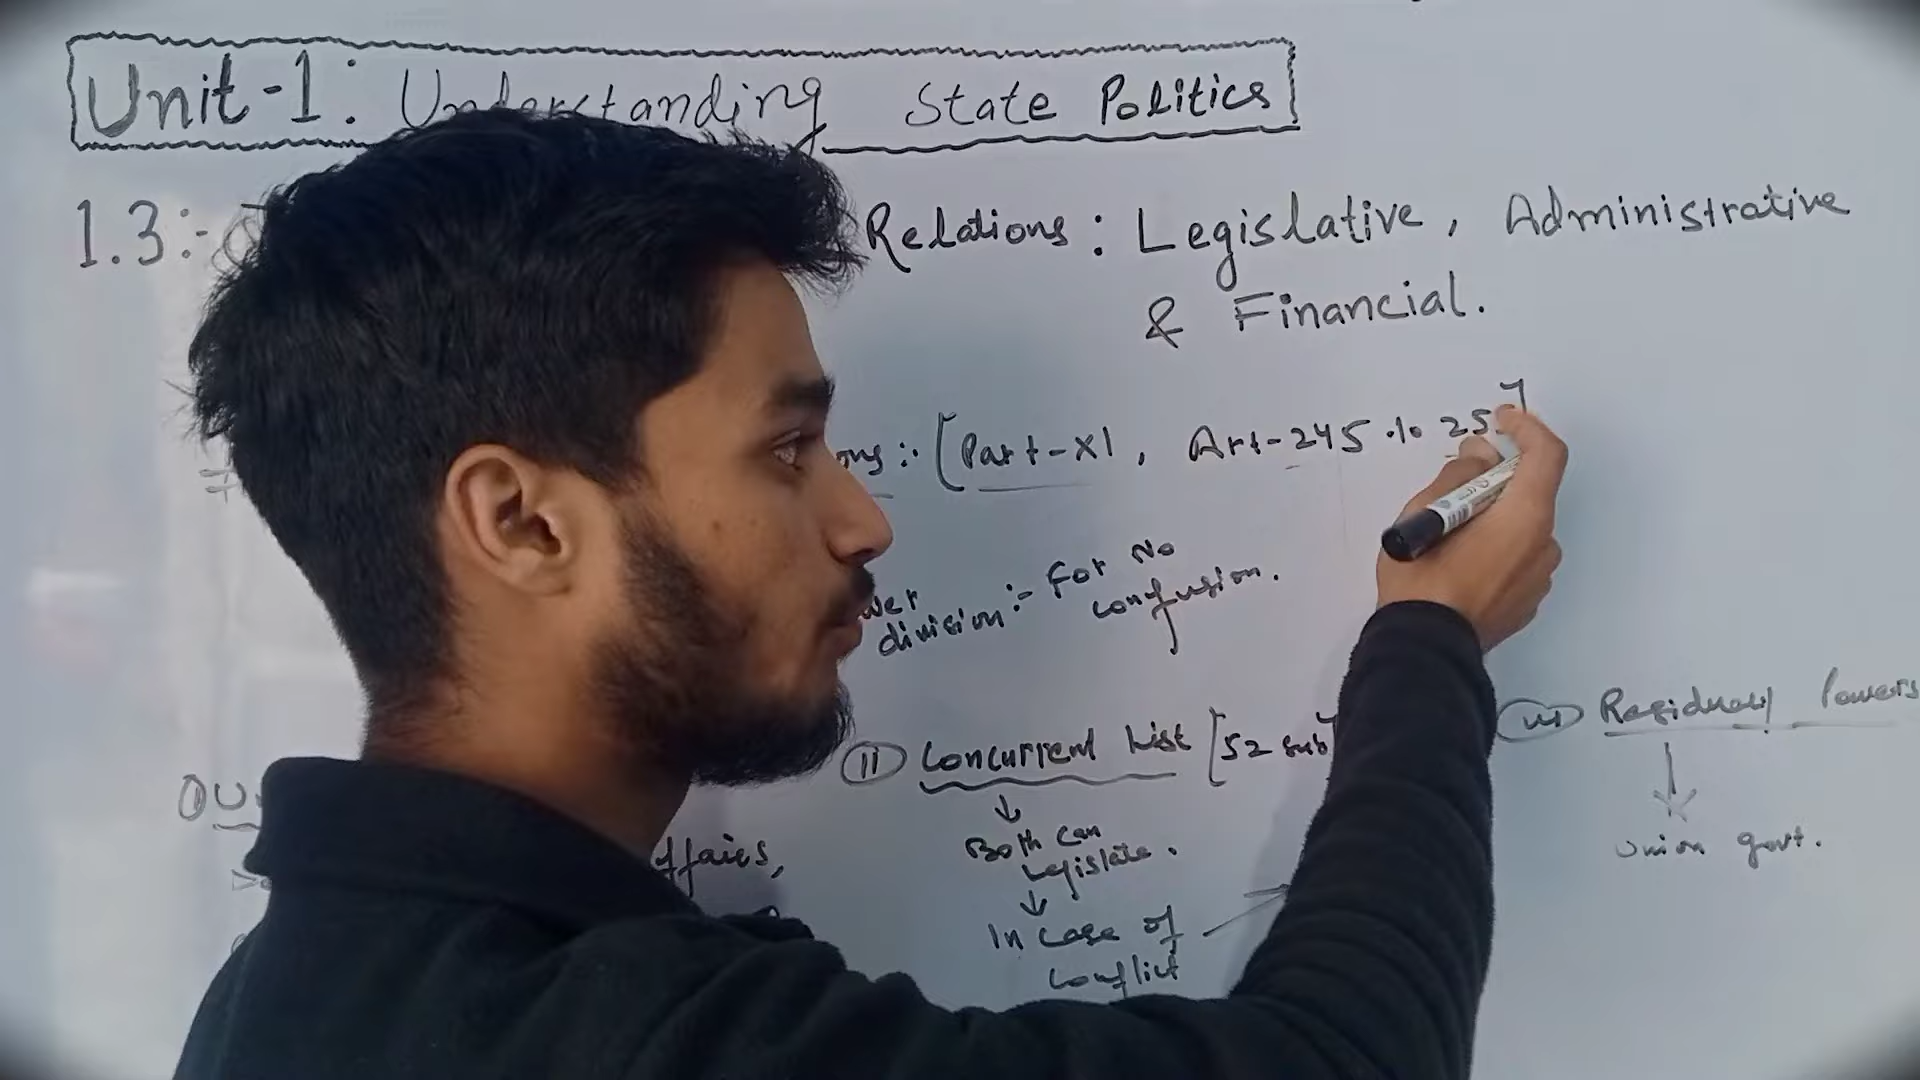 Unit-1: Understanding State Politics
1.3:- Relations: Legislative, Administrative
& Financial.
[Part-XI, Art-245 to 25
division:- For No
confusion.
(ii) Concurrent List [52 sub]
Both can
legislate.
In case of
conflict
(iii) Residuary Powers
Union govt.